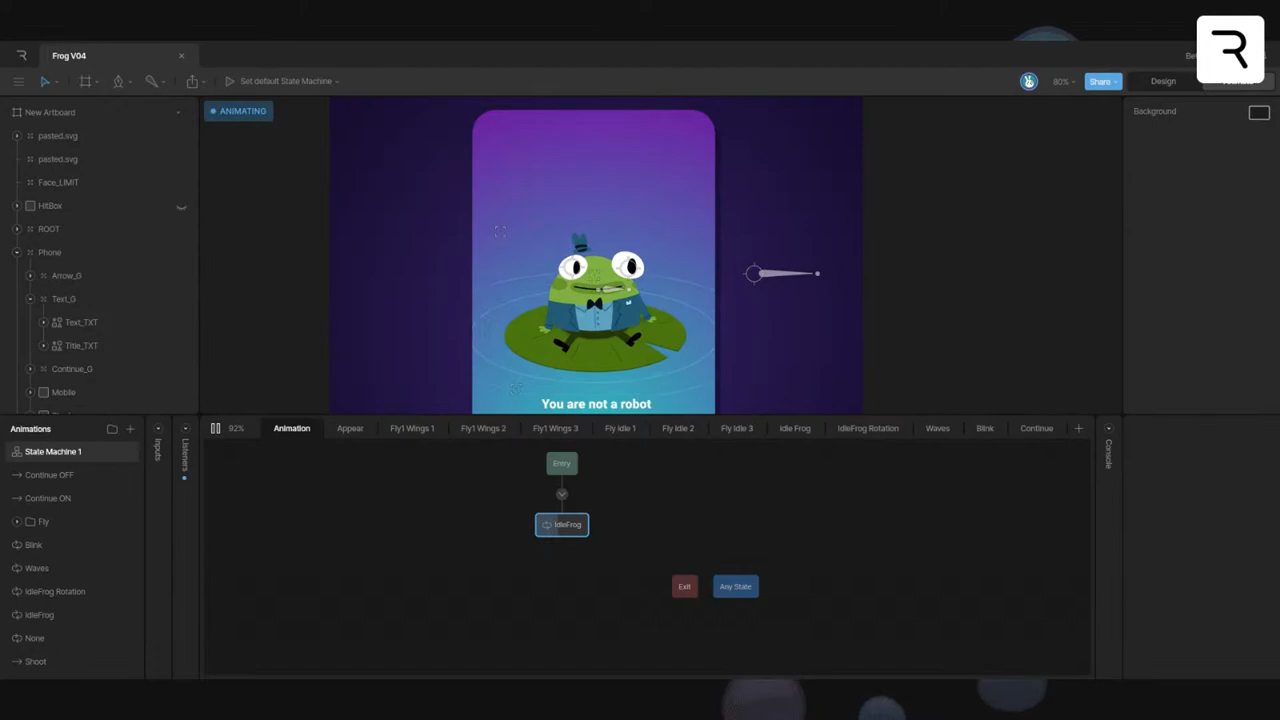 Frog V04
Set default State Machine
80%
Share
Design
New Artboard
ANIMATING
Background
pasted.svg
pasted.svg
Face_LIMIT
HitBox
ROOT
Phone
Arrow_G
Text_G
Text_TXT
Title_TXT
Continue_G
Mobile
You are not a robot
Animations
Inputs
Listeners
92%
Animation
Appear
Fly1 Wings 1
Fly1 Wings 2
Fly1 Wings 3
Fly Idle 1
Fly Idle 2
Fly Idle 3
Idle Frog
IdleFrog Rotation
Waves
Blink
Continue
Console
State Machine 1
Continue OFF
Continue ON
Fly
Blink
Waves
IdleFrog Rotation
IdleFrog
None
Shoot
Entry
IdleFrog
Exit
Any State